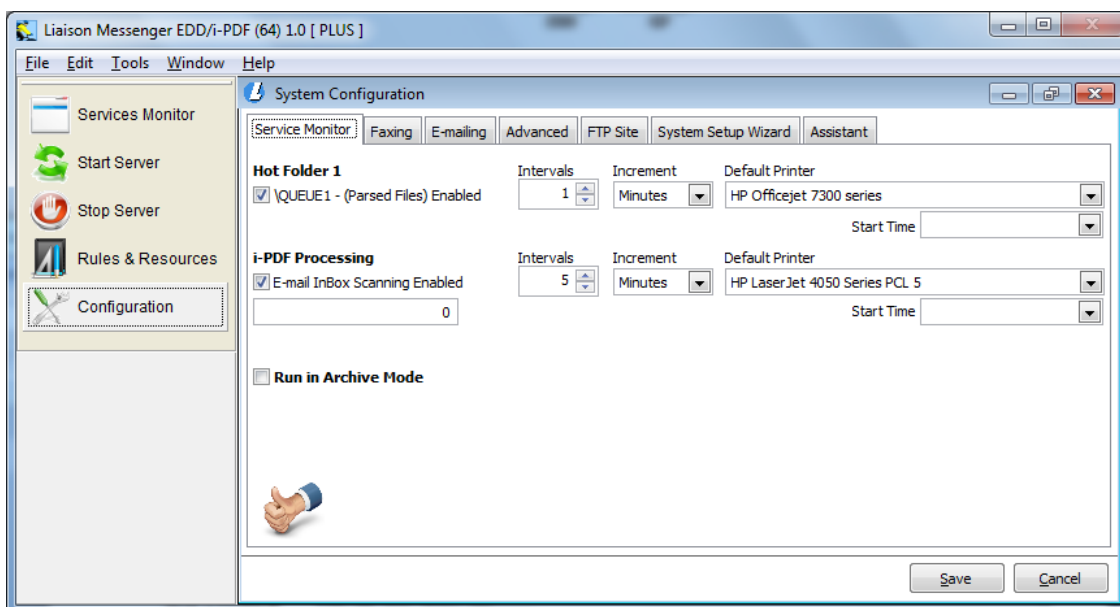 Liaison Messenger EDD/i-PDF (64) 1.0 [ PLUS ]
File Edit Tools Window Help
Services Monitor
Start Server
Stop Server
Rules & Resources
Configuration
System Configuration
Service Monitor Faxing E-mailing Advanced FTP Site System Setup Wizard Assistant
Hot Folder 1 Intervals Increment Default Printer
\QUEUE1 - (Parsed Files) Enabled 1 Minutes HP Officejet 7300 series
Start Time
i-PDF Processing Intervals Increment Default Printer
E-mail InBox Scanning Enabled 5 Minutes HP LaserJet 4050 Series PCL 5
0 Start Time
Run in Archive Mode
Save Cancel